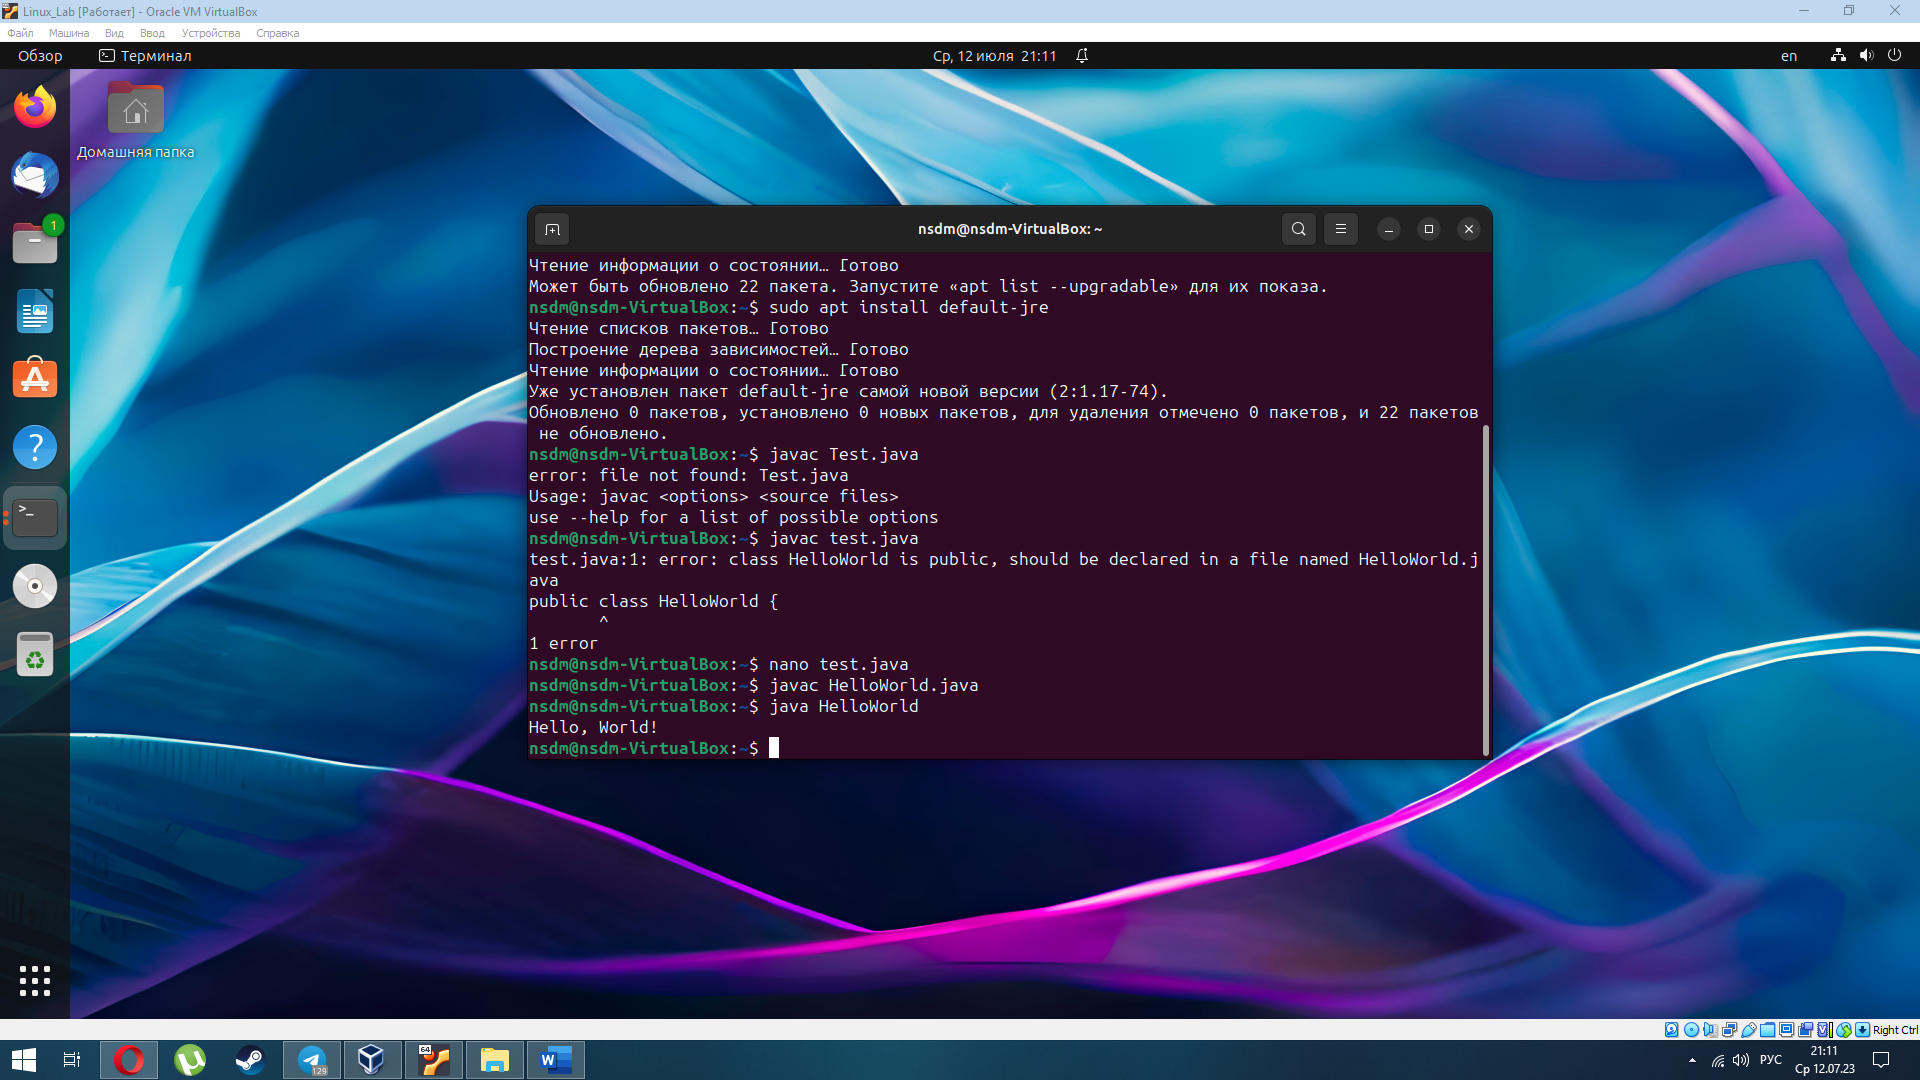 Linux_Lab [Работает] - Oracle VM VirtualBox
Файл Машина Вид Ввод Устройства Справка
Обзор Терминал Ср, 12 июля 21:11 en
Домашняя папка
1
nsdm@nsdm-VirtualBox: ~
Чтение информации о состоянии… Готово
Может быть обновлено 22 пакета. Запустите «apt list --upgradable» для их показа.
nsdm@nsdm-VirtualBox:~$ sudo apt install default-jre
Чтение списков пакетов… Готово
Построение дерева зависимостей… Готово
Чтение информации о состоянии… Готово
Уже установлен пакет default-jre самой новой версии (2:1.17-74).
Обновлено 0 пакетов, установлено 0 новых пакетов, для удаления отмечено 0 пакетов, и 22 пакетов
не обновлено.
nsdm@nsdm-VirtualBox:~$ javac Test.java
error: file not found: Test.java
Usage: javac <options> <source files>
use --help for a list of possible options
nsdm@nsdm-VirtualBox:~$ javac test.java
test.java:1: error: class HelloWorld is public, should be declared in a file named HelloWorld.j
ava
public class HelloWorld {
^
1 error
nsdm@nsdm-VirtualBox:~$ nano test.java
nsdm@nsdm-VirtualBox:~$ javac HelloWorld.java
nsdm@nsdm-VirtualBox:~$ java HelloWorld
Hello, World!
nsdm@nsdm-VirtualBox:~$
Right Ctrl
129
64
РУС
21:11
Ср 12.07.23